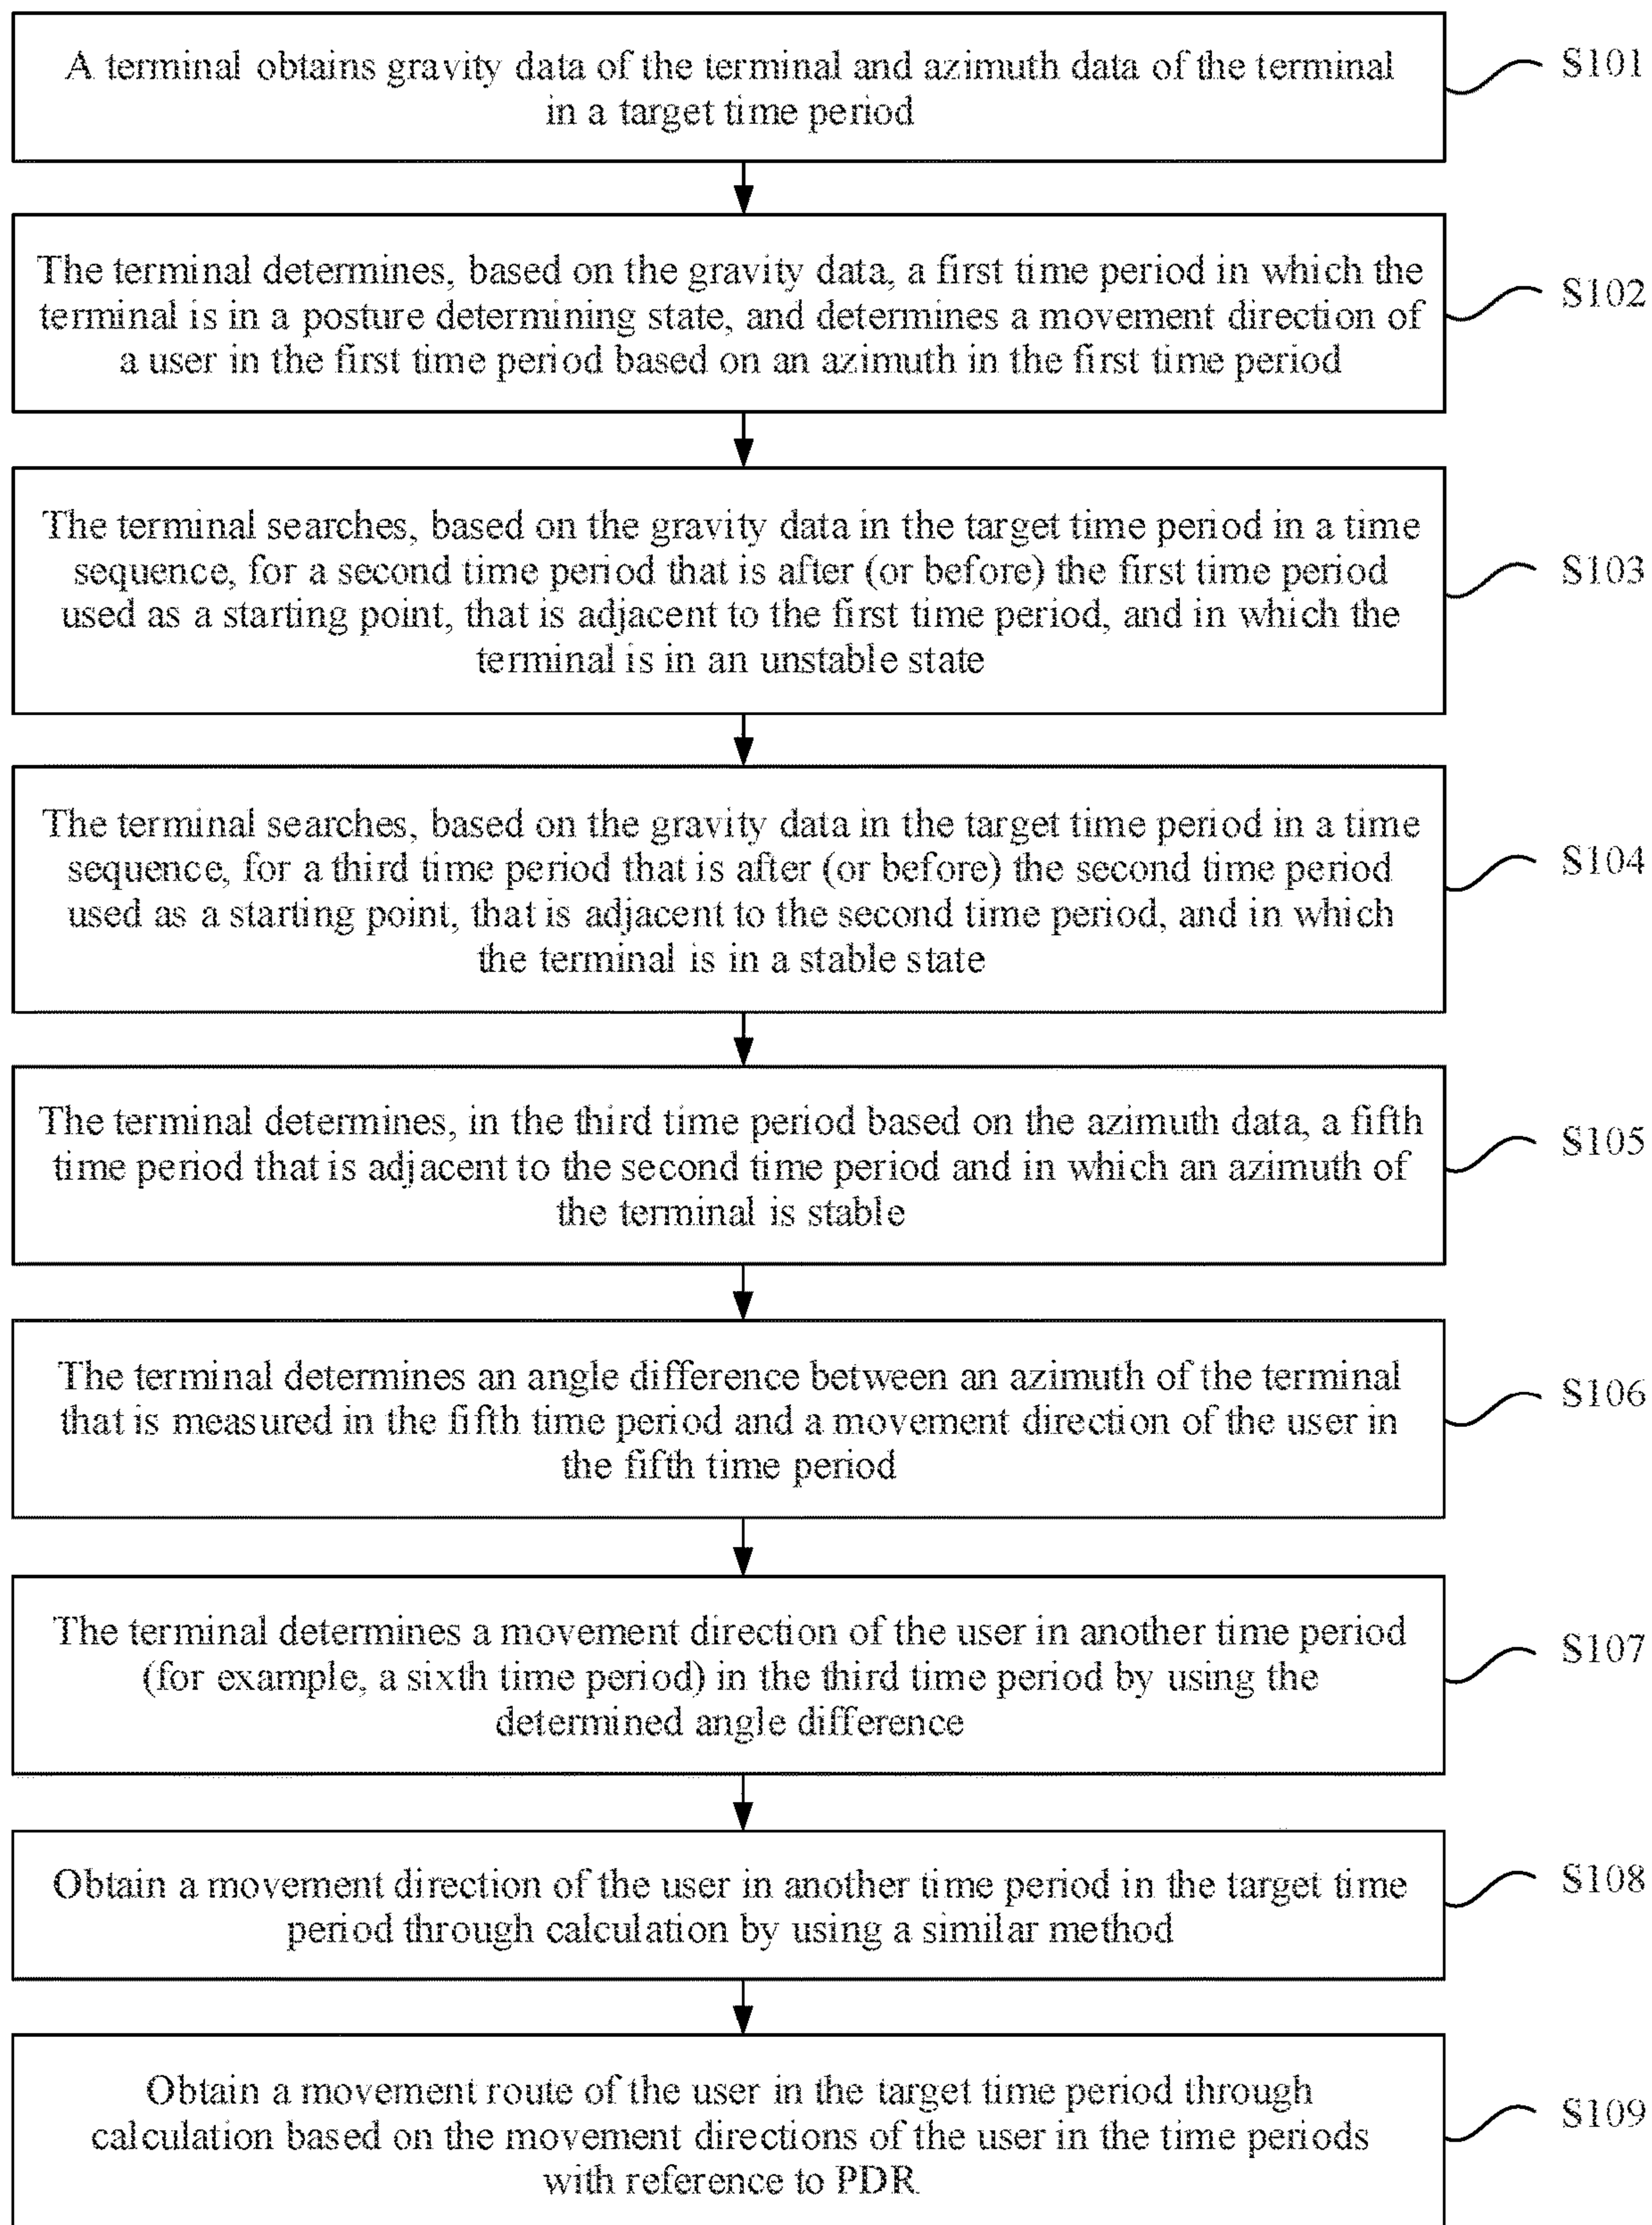 A terminal obtains gravity data of the terminal and azimuth data of the terminal
in a target time period
S101
The terminal determines, based on the gravity data, a first time period in which the
terminal is in a posture determining state, and determines a movement direction of
a user in the first time period based on an azimuth in the first time period
S102
The terminal searches, based on the gravity data in the target time period in a time
sequence, for a second time period that is after (or before) the first time period
used as a starting point, that is adjacent to the first time period, and in which the
terminal is in an unstable state
S103
The terminal searches, based on the gravity data in the target time period in a time
sequence, for a third time period that is after (or before) the second time period
used as a starting point, that is adjacent to the second time period, and in which
the terminal is in a stable state
S104
The terminal determines, in the third time period based on the azimuth data, a fifth
time period that is adjacent to the second time period and in which an azimuth of
the terminal is stable
S105
The terminal determines an angle difference between an azimuth of the terminal
that is measured in the fifth time period and a movement direction of the user in
the fifth time period
S106
The terminal determines a movement direction of the user in another time period
(for example, a sixth time period) in the third time period by using the
determined angle difference
S107
Obtain a movement direction of the user in another time period in the target time
period through calculation by using a similar method
S108
Obtain a movement route of the user in the target time period through
calculation based on the movement directions of the user in the time periods
with reference to PDR
S109